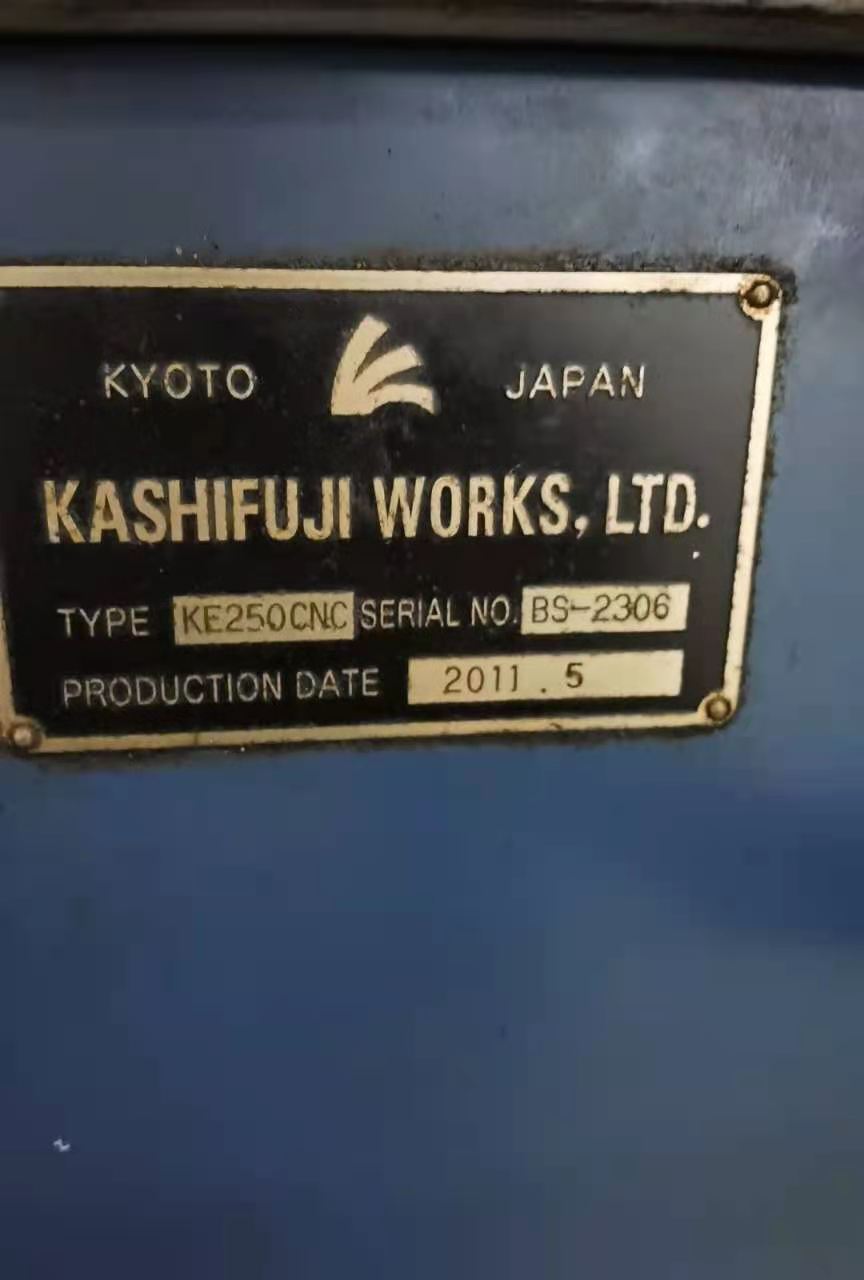 KYOTO JAPAN
KASHIFUJI WORKS, LTD.
TYPE KE250CNC SERIAL NO. BS-2306
PRODUCTION DATE 2011.5